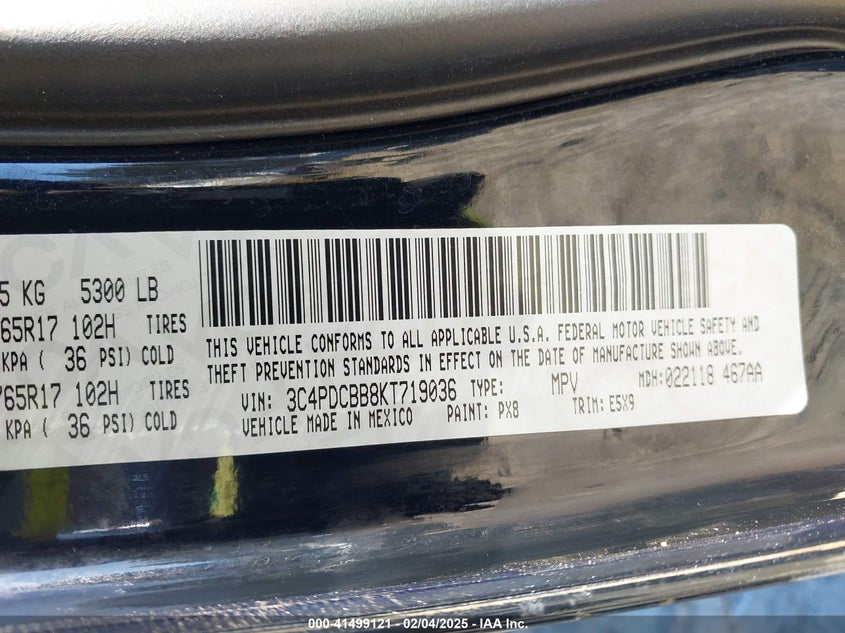 5 KG 5300 LB
65R17 102H TIRES
KPA ( 36 PSI) COLD
65R17 102H TIRES
KPA ( 36 PSI) COLD
THIS VEHICLE CONFORMS TO ALL APPLICABLE U.S.A. FEDERAL MOTOR VEHICLE SAFETY AND
THEFT PREVENTION STANDARDS IN EFFECT ON THE DATE OF MANUFACTURE SHOWN ABOVE.
VIN: 3C4PDCBB8KT719036 TYPE: MPV MDH:022118 467AA
VEHICLE MADE IN MEXICO PAINT: PX8 TRIM: E5X9
000-41499121 - 02/04/2025 - IAA Inc.